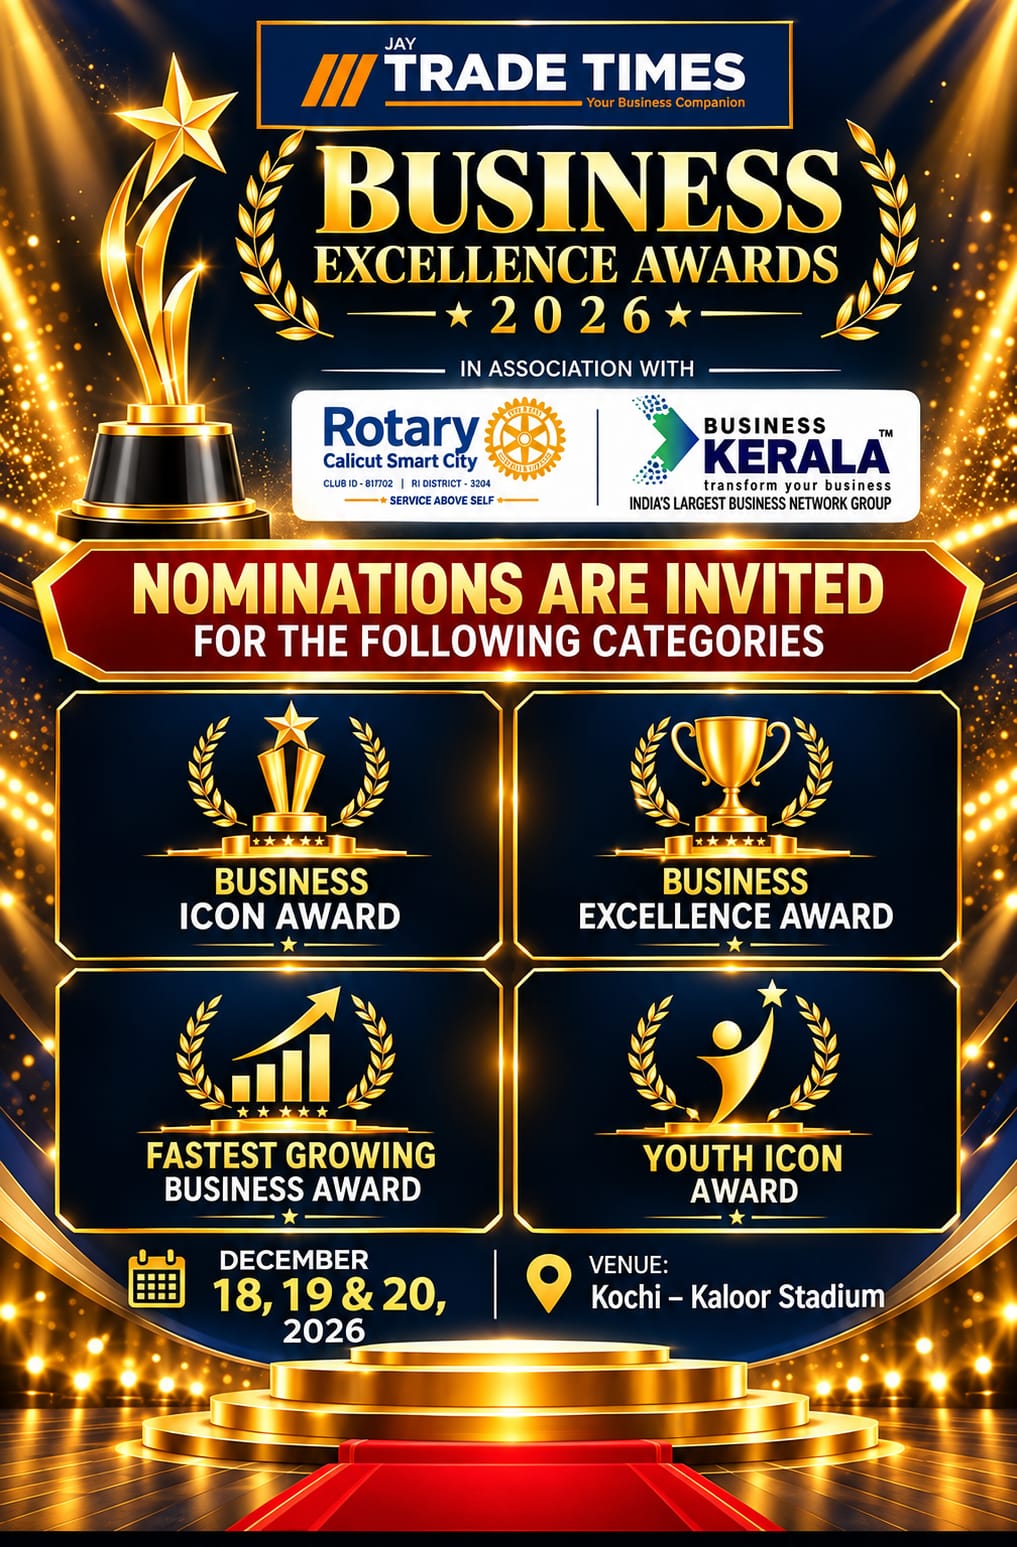 JAY
TRADE TIMES
Your Business Companion
BUSINESS
EXCELLENCE AWARDS
2026
IN ASSOCIATION WITH
Rotary
Calicut Smart City
CLUB ID - 817702 | RI DISTRICT - 3204
SERVICE ABOVE SELF
BUSINESS
KERALA™
transform your business
INDIA'S LARGEST BUSINESS NETWORK GROUP
NOMINATIONS ARE INVITED
FOR THE FOLLOWING CATEGORIES
BUSINESS
ICON AWARD
BUSINESS
EXCELLENCE AWARD
FASTEST GROWING
BUSINESS AWARD
YOUTH ICON
AWARD
DECEMBER
18, 19 & 20,
2026
VENUE:
Kochi – Kaloor Stadium